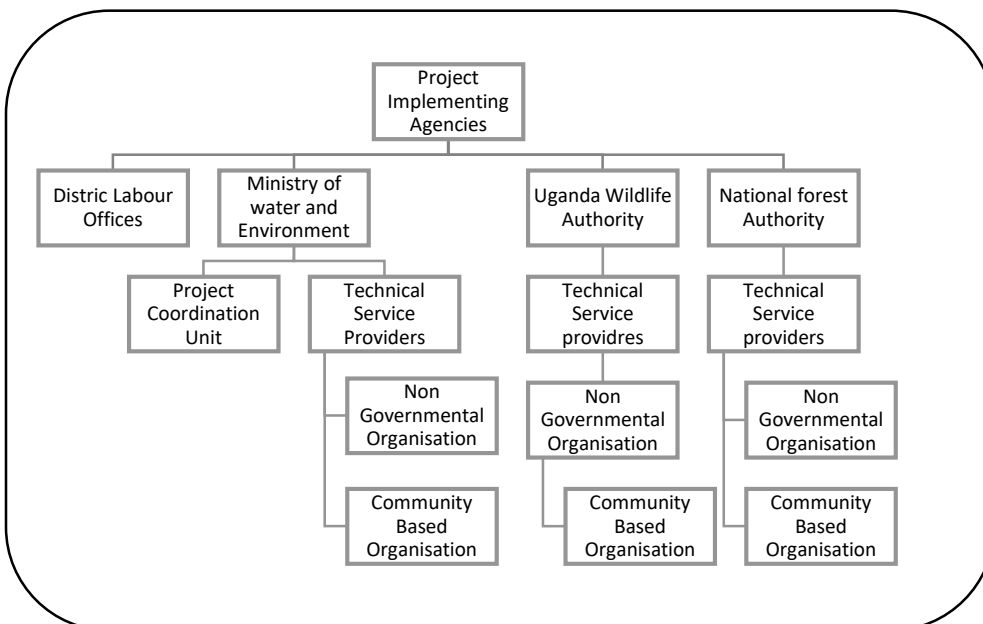 Project
Implementing
Agencies
Distric Labour
Offices
Ministry of
water and
Environment
Uganda Wildlife
Authority
National forest
Authority
Project
Coordination
Unit
Technical
Service
Providers
Technical
Service
providres
Technical
Service
providers
Non
Governmental
Organisation
Non
Governmental
Organisation
Non
Governmental
Organisation
Community
Based
Organisation
Community
Based
Organisation
Community
Based
Organisation